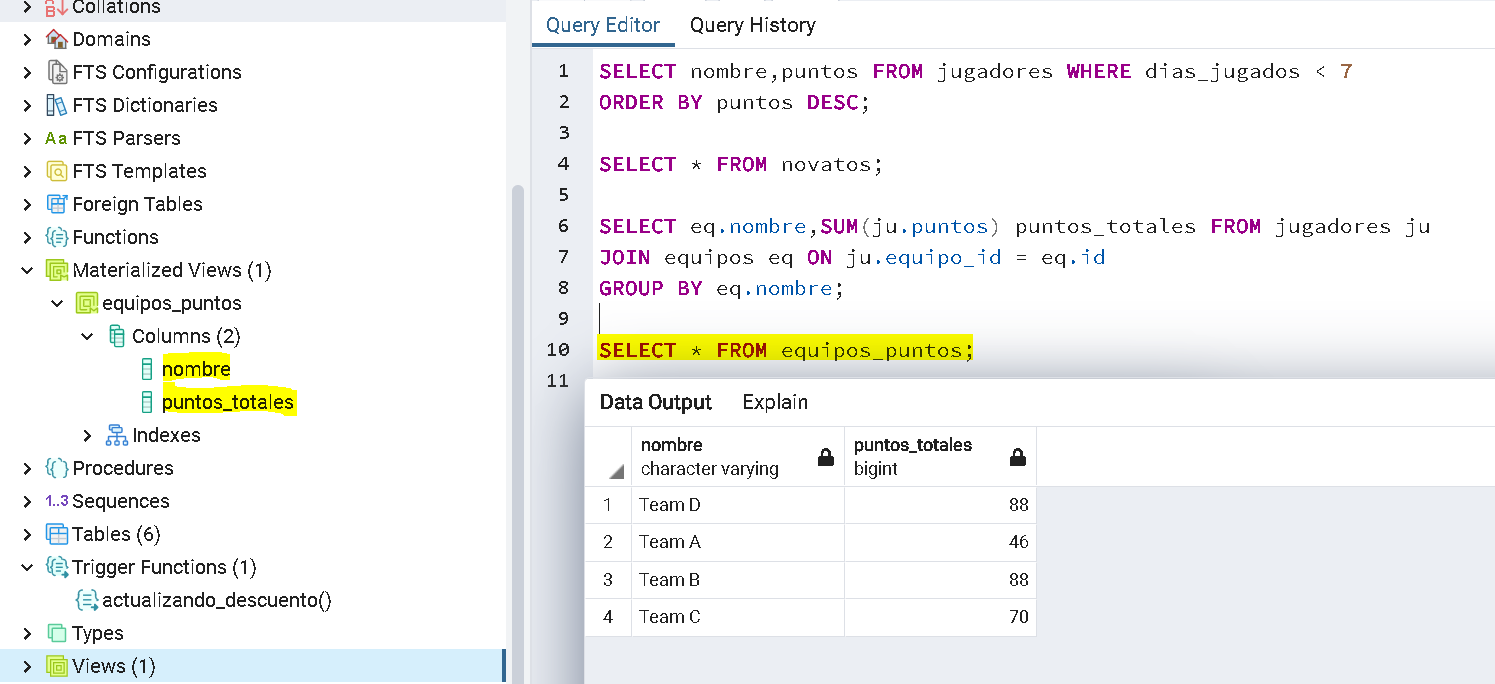 Collations
Domains
FTS Configurations
FTS Dictionaries
Aa FTS Parsers
FTS Templates
Foreign Tables
Functions
Materialized Views (1)
equipos_puntos
Columns (2)
nombre
puntos_totales
Indexes
Procedures
1..3 Sequences
Tables (6)
Trigger Functions (1)
actualizando_descuento()
Types
Views (1)
Query Editor Query History
1 SELECT nombre,puntos FROM jugadores WHERE dias_jugados < 7
2 ORDER BY puntos DESC;
3
4 SELECT * FROM novatos;
5
6 SELECT eq.nombre,SUM(ju.puntos) puntos_totales FROM jugadores ju
7 JOIN equipos eq ON ju.equipo_id = eq.id
8 GROUP BY eq.nombre;
9
10 SELECT * FROM equipos_puntos;
11
Data Output Explain
nombre puntos_totales
character varying bigint
1 Team D 88
2 Team A 46
3 Team B 88
4 Team C 70